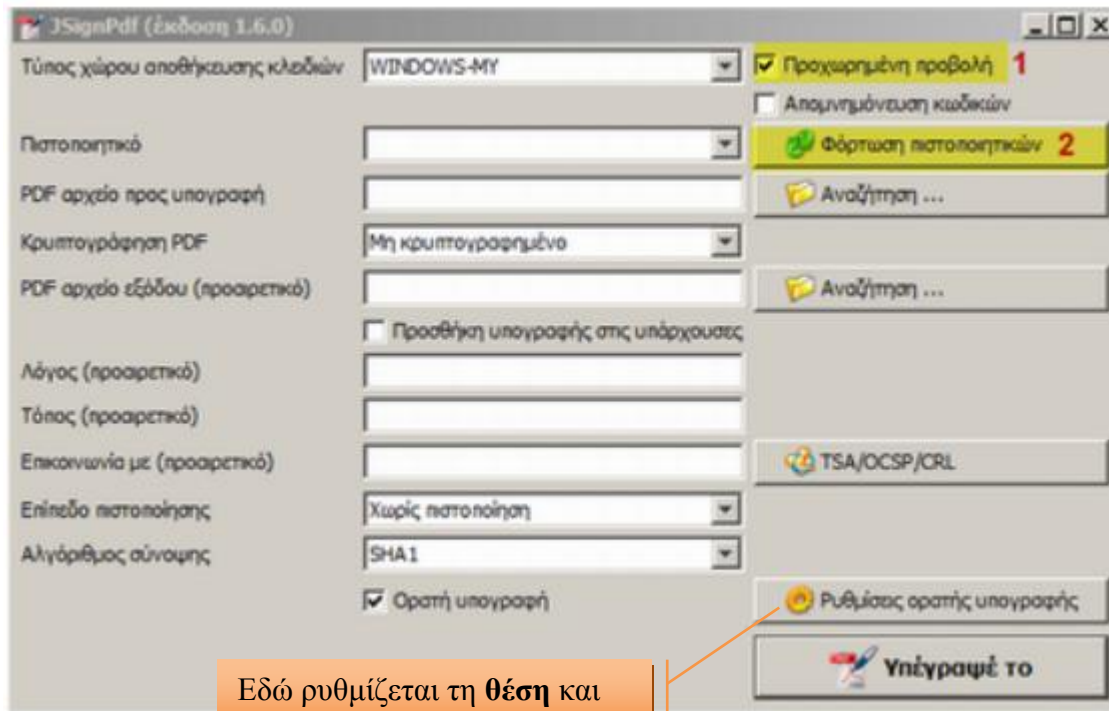 JSignPdf (έκδοση 1.6.0)
Τύπος χώρου αποθήκευσης κλειδιών WINDOWS-MY Προχωρημένη προβολή 1
Απομνημόνευση κωδικών
Πιστοποιητικό Φόρτωση πιστοποιητικών 2
PDF αρχείο προς υπογραφή Αναζήτηση ...
Κρυπτογράφηση PDF Μη κρυπτογραφημένο
PDF αρχείο εξόδου (προαιρετικό) Αναζήτηση ...
Προσθήκη υπογραφής στις υπάρχουσες
Λόγος (προαιρετικό)
Τόπος (προαιρετικό)
Επικοινωνία με (προαιρετικό) TSA/OCSP/CRL
Επίπεδο πιστοποίησης Χωρίς πιστοποίηση
Αλγόριθμος σύνοψης SHA1
Ορατή υπογραφή Ρυθμίσεις ορατής υπογραφής
Υπέγραψέ το
Εδώ ρυθμίζεται τη θέση και